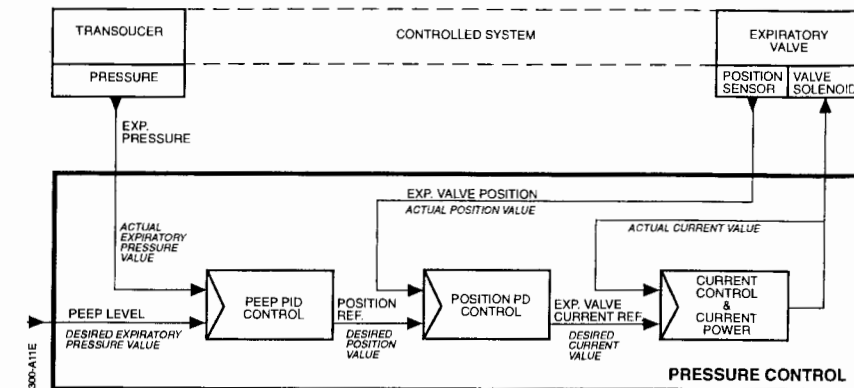 TRANSOUCER
CONTROLLED SYSTEM
EXPIRATORY
VALVE
PRESSURE
POSITION
SENSOR
VALVE
SOLENOID
EXP.
PRESSURE
EXP. VALVE POSITION
ACTUAL POSITION VALUE
ACTUAL
EXPIRATORY
PRESSURE
VALUE
ACTUAL CURRENT VALUE
PEEP LEVEL
DESIRED EXPIRATORY
PRESSURE VALUE
PEEP PID
CONTROL
POSITION
REF.
DESIRED
POSITION
VALUE
POSITION PD
CONTROL
EXP. VALVE
CURRENT REF.
DESIRED
CURRENT
VALUE
CURRENT
CONTROL
&
CURRENT
POWER
PRESSURE CONTROL
300-A11E